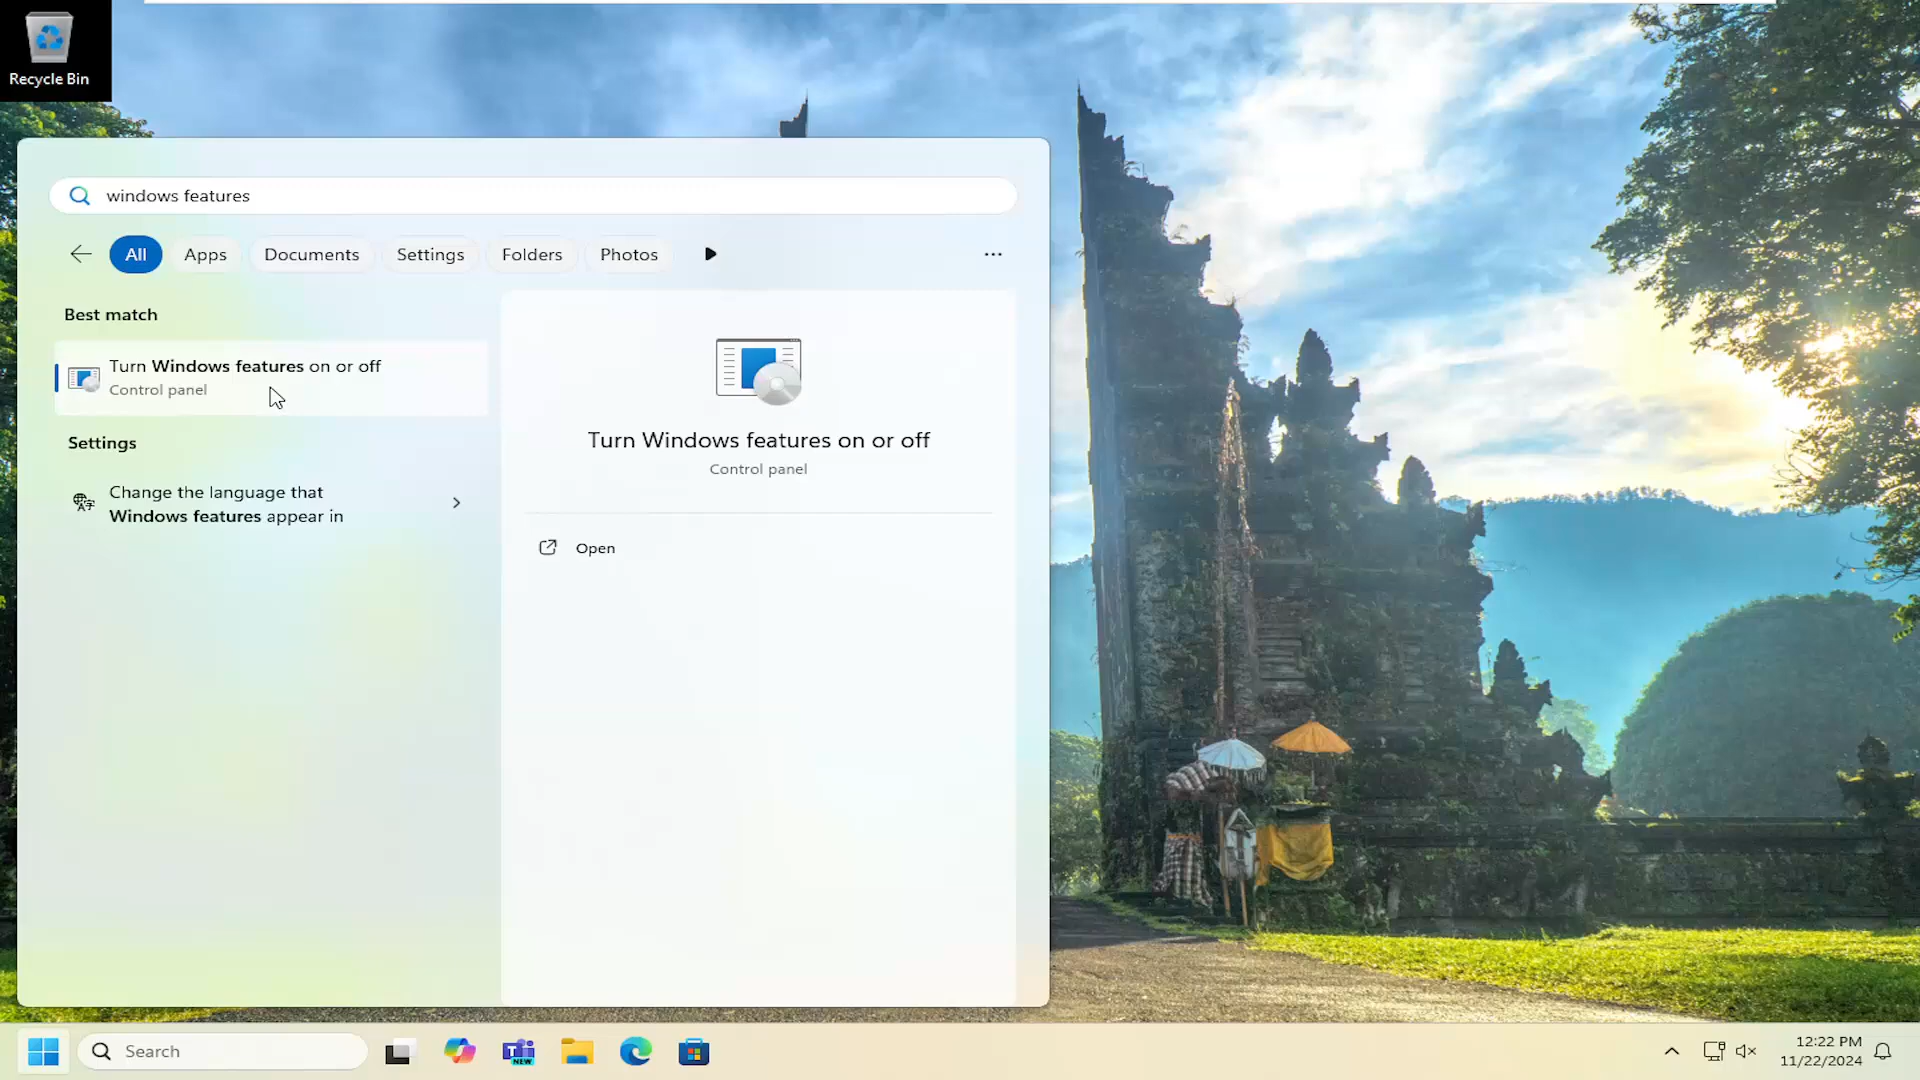 Recycle Bin
windows features
All
Apps
Documents
Settings
Folders
Photos
Best match
Turn Windows features on or off
Control panel
Settings
Change the language that
Windows features appear in
Turn Windows features on or off
Control panel
Open
Search
NEW
12:22 PM
11/22/2024